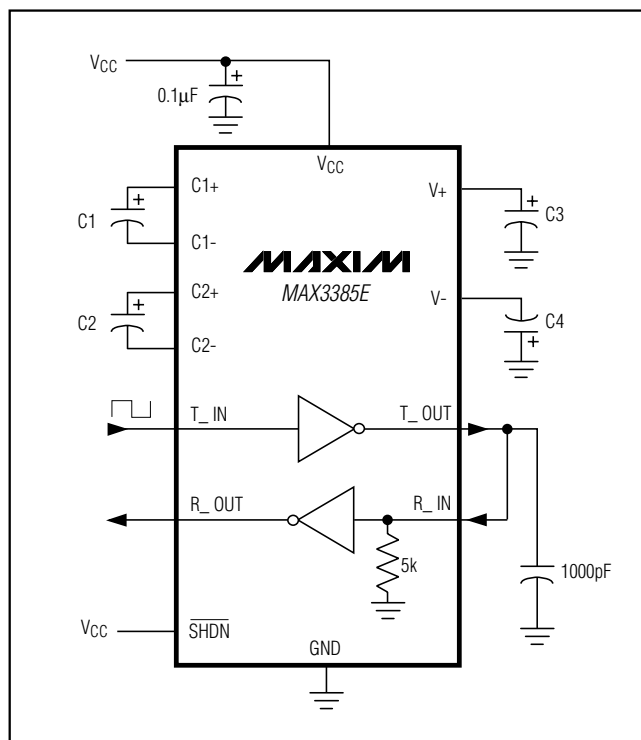 VCC
+
0.1µF
VCC
C1+
V+
+
C1
+
C3
C1-
MAXIM
MAX3385E
C2+
V-
+
C2
C4
+
C2-
T_IN
T_OUT
R_OUT
R_IN
5k
1000pF
VCC
SHDN
GND